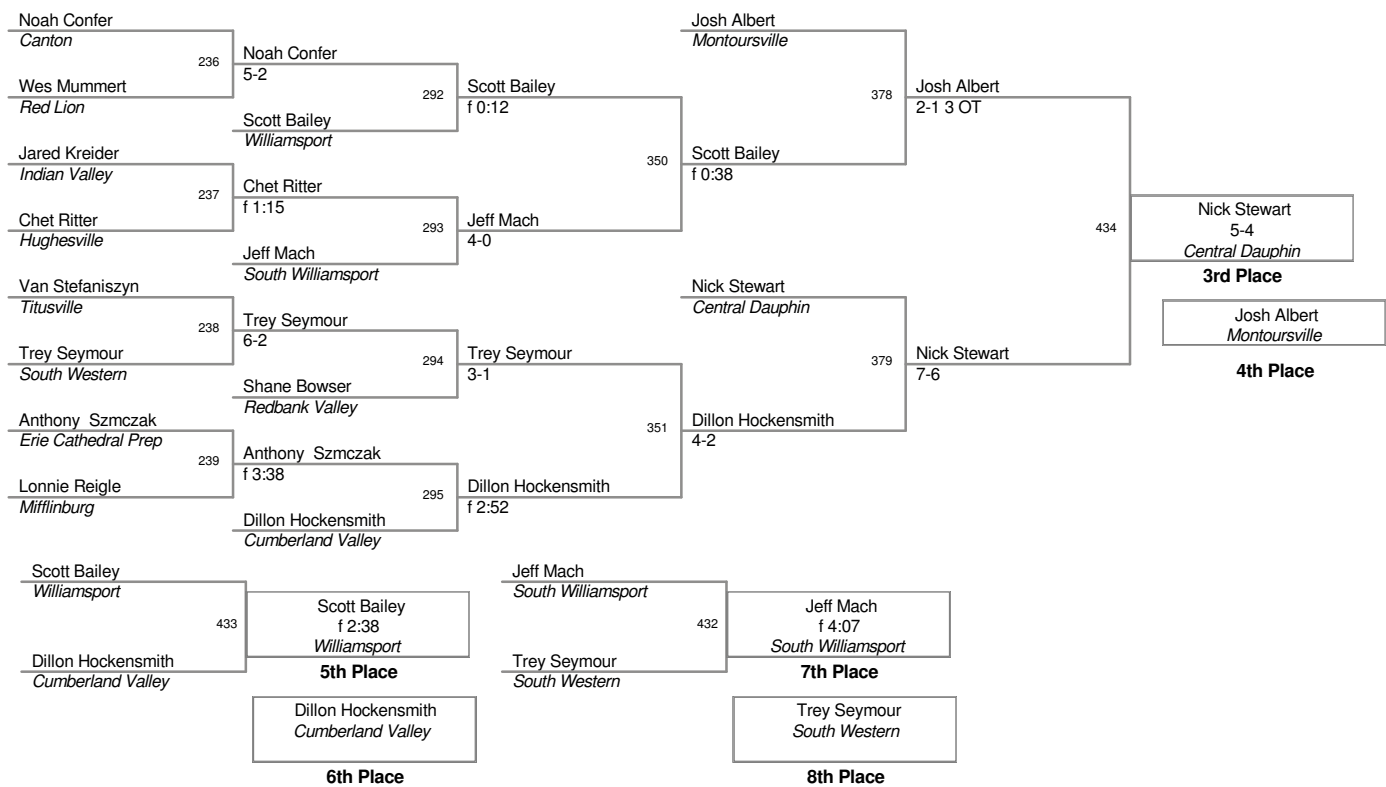 Noah Confer
Canton
236
Wes Mummert
Red Lion
Noah Confer
5-2
292
Scott Bailey
Williamsport
Scott Bailey
f 0:12
Jared Kreider
Indian Valley
237
Chet Ritter
Hughesville
Chet Ritter
f 1:15
293
Jeff Mach
South Williamsport
Jeff Mach
4-0
350
Scott Bailey
f 0:38
Josh Albert
Montoursville
378
Josh Albert
2-1 3 OT
Van Stefaniszyn
Titusville
238
Trey Seymour
South Western
Trey Seymour
6-2
294
Shane Bowser
Redbank Valley
Trey Seymour
3-1
Anthony  Szmczak
Erie Cathedral Prep
239
Lonnie Reigle
Mifflinburg
Anthony  Szmczak
f 3:38
295
Dillon Hockensmith
Cumberland Valley
Dillon Hockensmith
f 2:52
351
Dillon Hockensmith
4-2
Nick Stewart
Central Dauphin
379
Nick Stewart
7-6
434
Nick Stewart
5-4
Central Dauphin
3rd Place
Josh Albert
Montoursville
4th Place
Scott Bailey
Williamsport
433
Dillon Hockensmith
Cumberland Valley
Scott Bailey
f 2:38
Williamsport
5th Place
Dillon Hockensmith
Cumberland Valley
6th Place
Jeff Mach
South Williamsport
432
Trey Seymour
South Western
Jeff Mach
f 4:07
South Williamsport
7th Place
Trey Seymour
South Western
8th Place